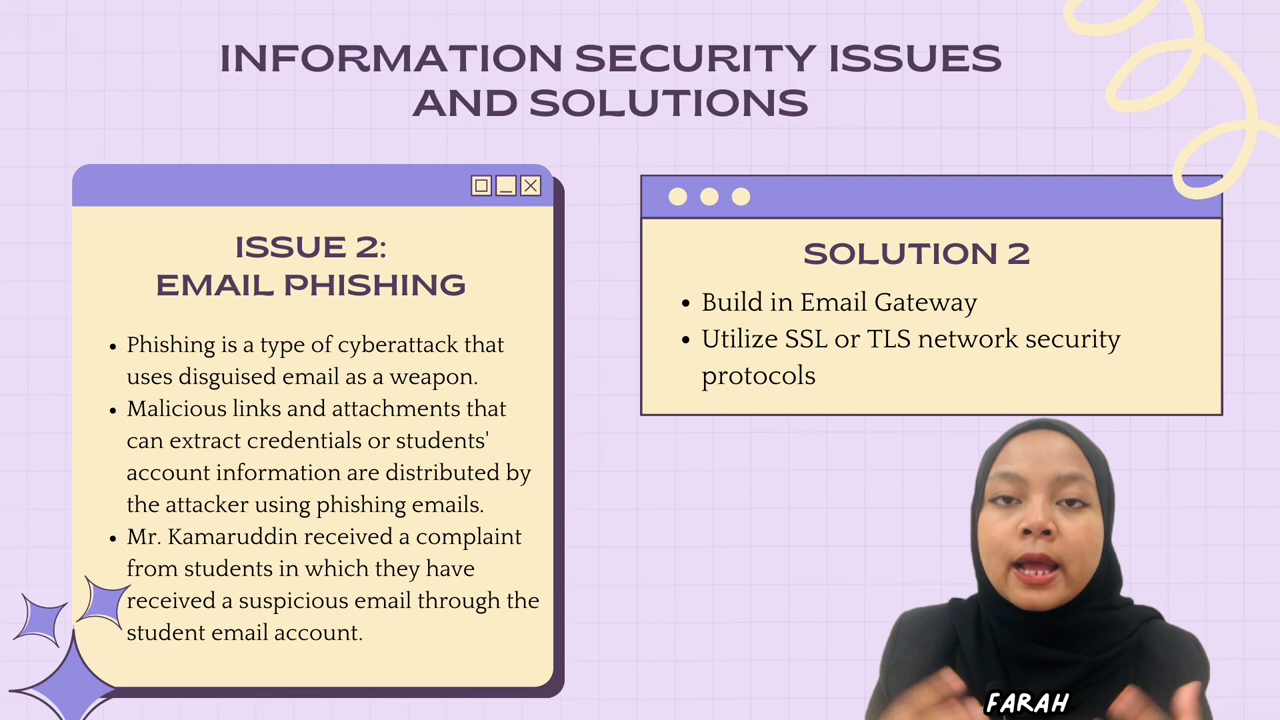 INFORMATION SECURITY ISSUES
AND SOLUTIONS
ISSUE 2:
EMAIL PHISHING
• Phishing is a type of cyberattack that
uses disguised email as a weapon.
• Malicious links and attachments that
can extract credentials or students'
account information are distributed by
the attacker using phishing emails.
• Mr. Kamaruddin received a complaint
from students in which they have
received a suspicious email through the
student email account.
SOLUTION 2
• Build in Email Gateway
• Utilize SSL or TLS network security
protocols
FARAH